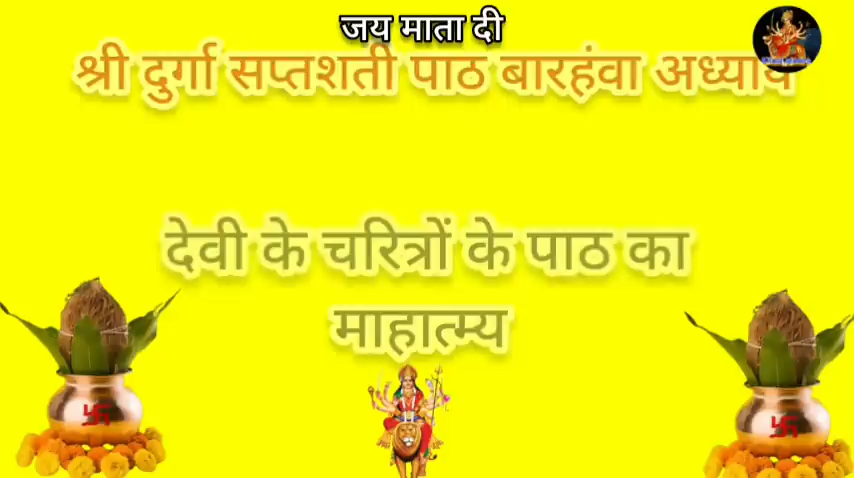 जय माता दी
श्री दुर्गा सप्तशती पाठ बारहंवा अध्याय
देवी के चरित्रों के पाठ का
माहात्म्य